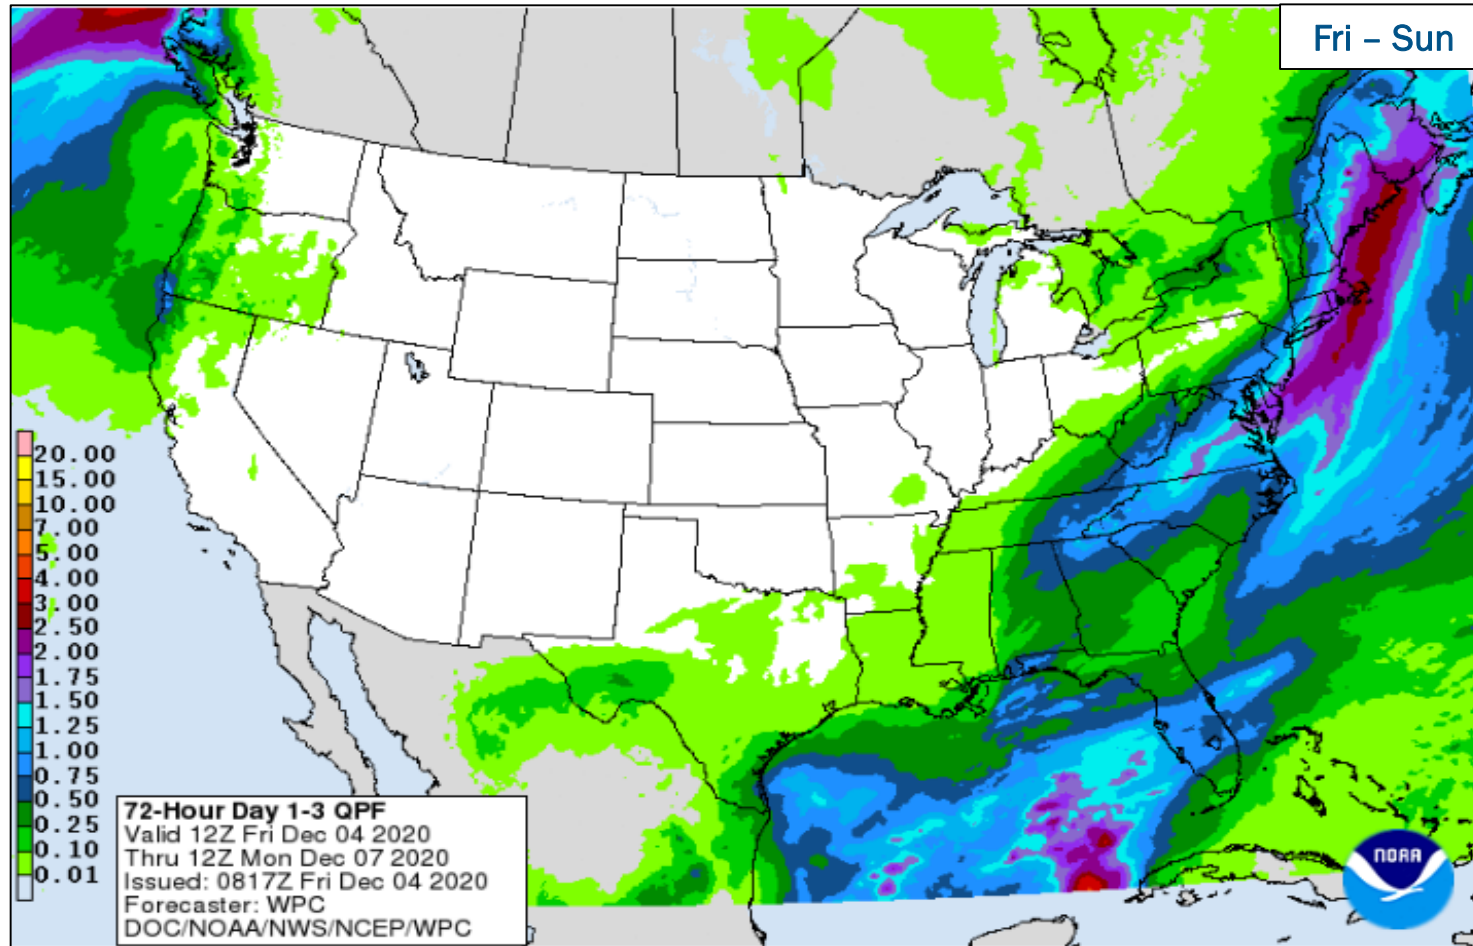 Fri – Sun
20.00
15.00
10.00
7.00
5.00
4.00
3.00
2.50
2.00
1.75
1.50
1.25
1.00
0.75
0.50
0.25
0.10
0.01
72-Hour Day 1-3 QPF
Valid 12Z Fri Dec 04 2020
Thru 12Z Mon Dec 07 2020
Issued: 0817Z Fri Dec 04 2020
Forecaster: WPC
DOC/NOAA/NWS/NCEP/WPC
NOAA